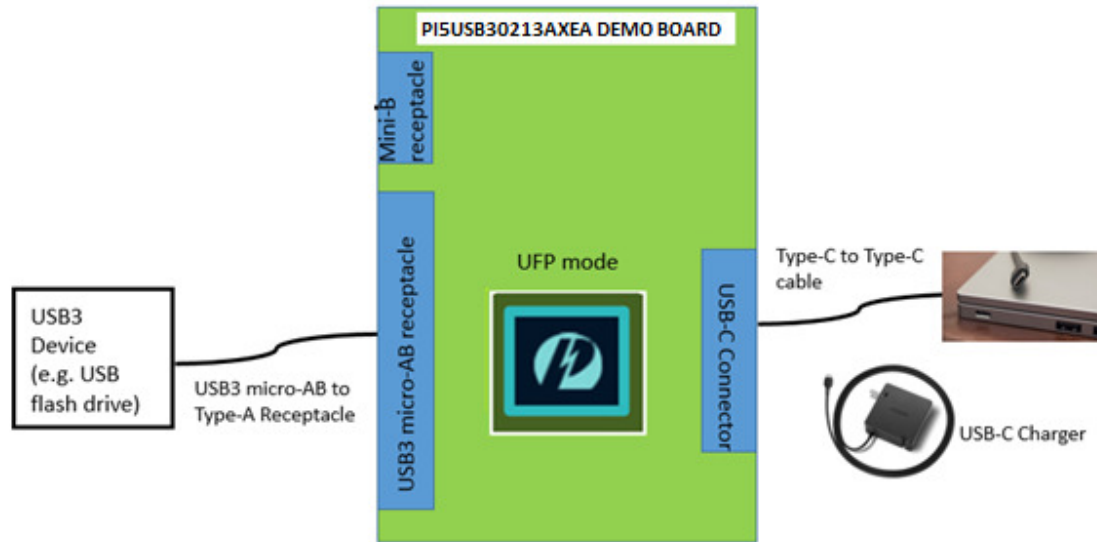 PI5USB30213AXEA DEMO BOARD
Mini-B
receptacle
USB3 micro-AB receptacle
UFP mode
USB-C Connector
Type-C to Type-C
cable
USB3
Device
(e.g. USB
flash drive)
USB3 micro-AB to
Type-A Receptacle
USB-C Charger